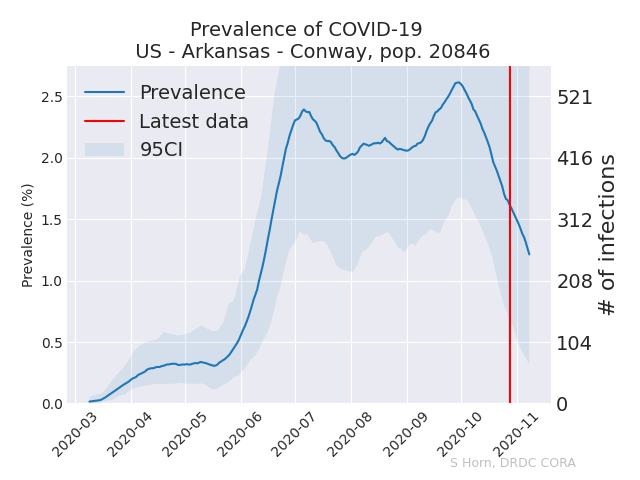 Prevalence of COVID-19
US - Arkansas - Conway, pop. 20846
Prevalence
Latest data
95CI
Prevalence (%)
2.5
2.0
1.5
1.0
0.5
0.0
521
416
312
208
104
0
# of infections
2020-03
2020-04
2020-05
2020-06
2020-07
2020-08
2020-09
2020-10
2020-11
S Horn, DRDC CORA